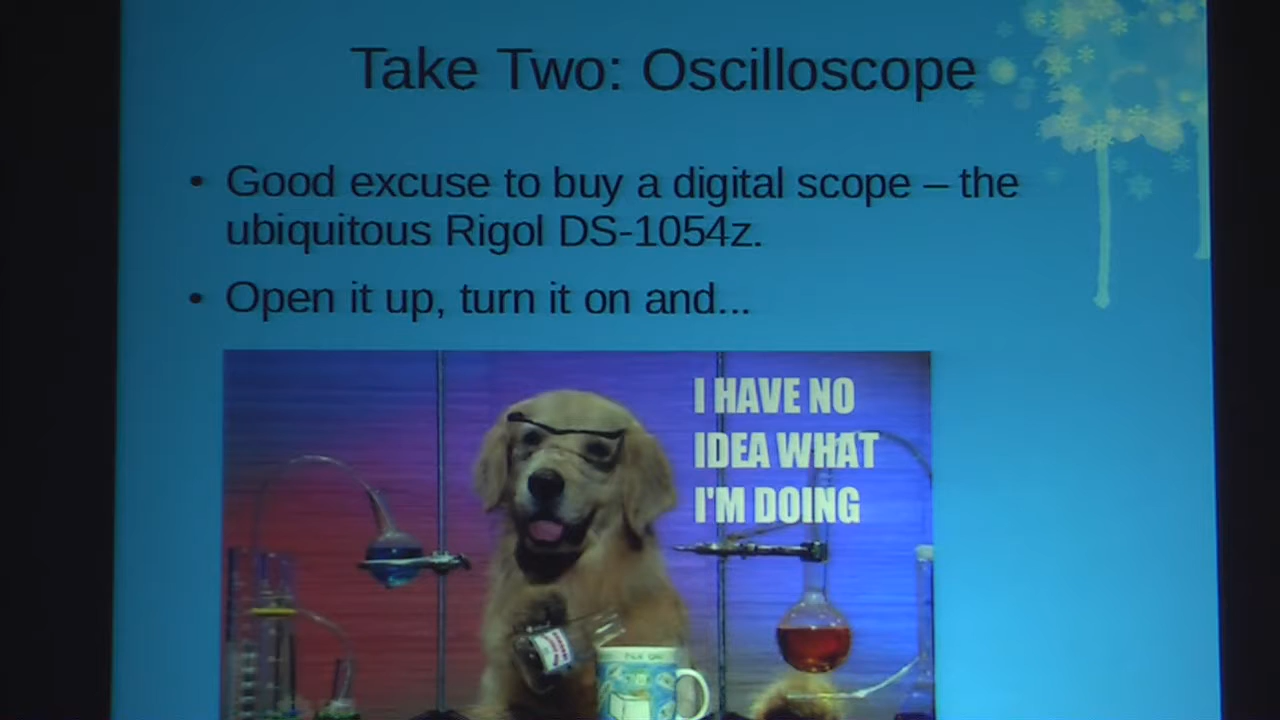 Take Two: Oscilloscope
• Good excuse to buy a digital scope – the
ubiquitous Rigol DS-1054z.
• Open it up, turn it on and...
I HAVE NO
IDEA WHAT
I'M DOING